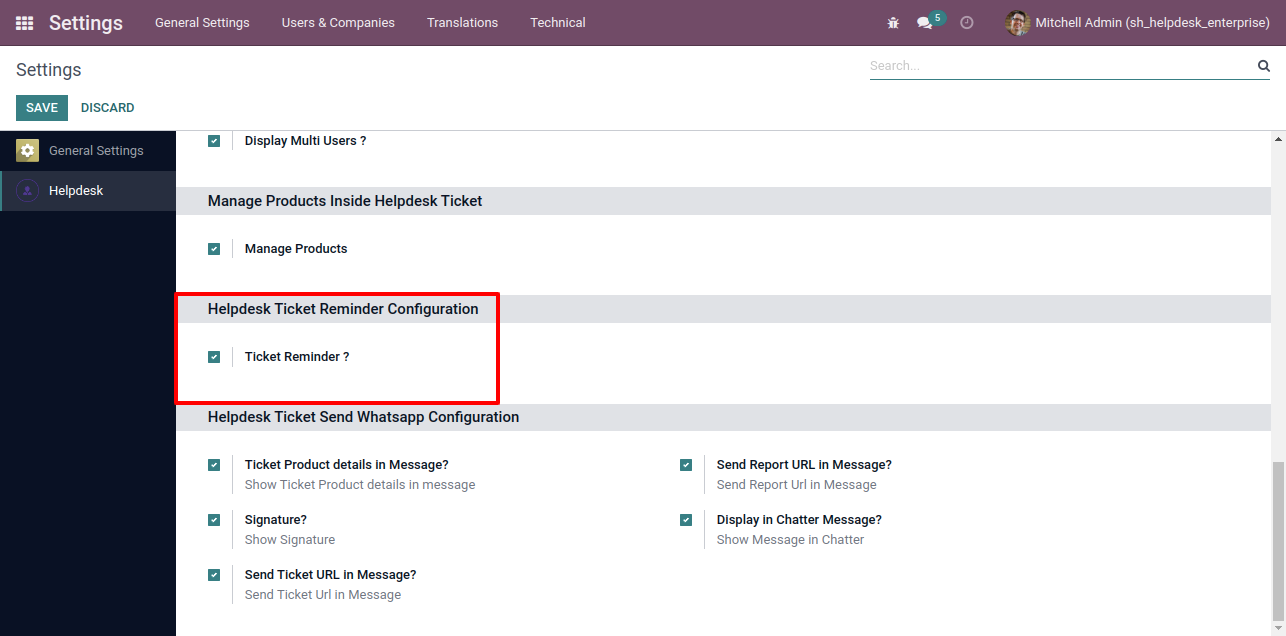 Settings
General Settings
Users & Companies
Translations
Technical
5
Mitchell Admin (sh_helpdesk_enterprise)
Settings
Search...
SAVE
DISCARD
General Settings
Helpdesk
Display Multi Users ?
Manage Products Inside Helpdesk Ticket
Manage Products
Helpdesk Ticket Reminder Configuration
Ticket Reminder ?
Helpdesk Ticket Send Whatsapp Configuration
Ticket Product details in Message?
Show Ticket Product details in message
Send Report URL in Message?
Send Report Url in Message
Signature?
Show Signature
Display in Chatter Message?
Show Message in Chatter
Send Ticket URL in Message?
Send Ticket Url in Message